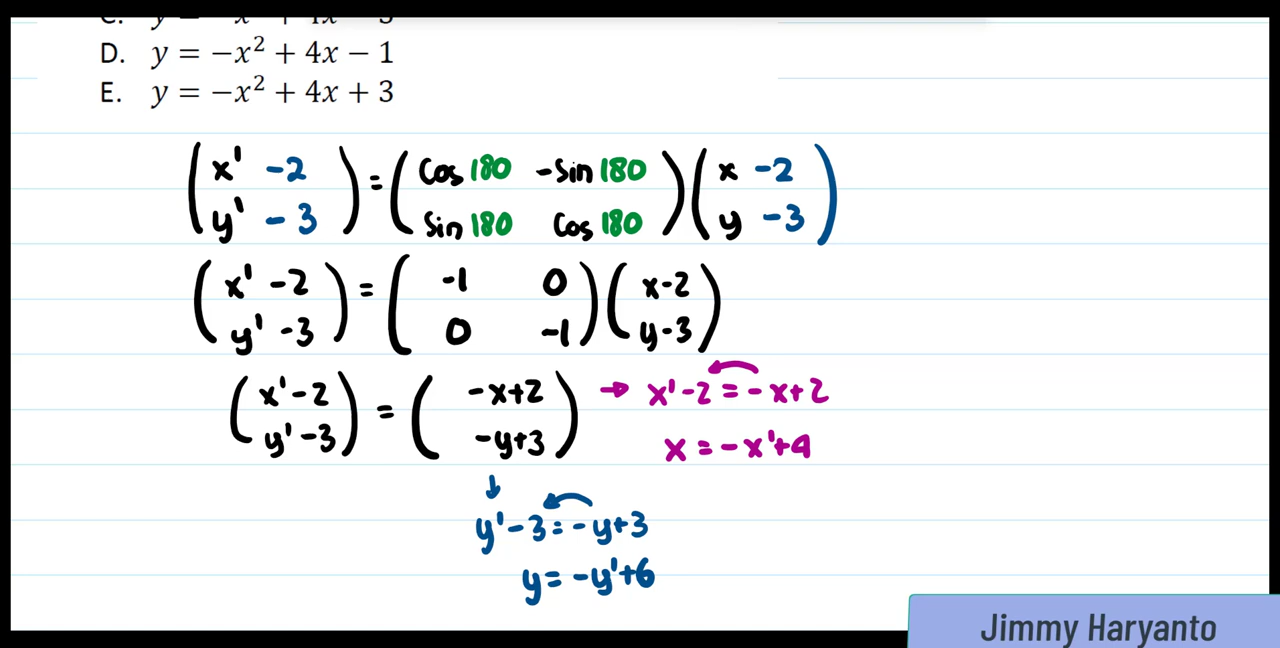 D. y = −x² + 4x − 1
E. y = −x² + 4x + 3
(x' -2) = (Cos 180 -Sin 180) (x -2)
(y' -3) (Sin 180 Cos 180) (y -3)
(x' -2) = (-1 0) (x-2)
(y' -3) (0 -1) (y-3)
(x'-2) = (-x+2) → x'-2 = -x+2
(y'-3) (-y+3) x = -x'+4
↓
y'-3 = -y+3
y = -y'+6
Jimmy Haryanto